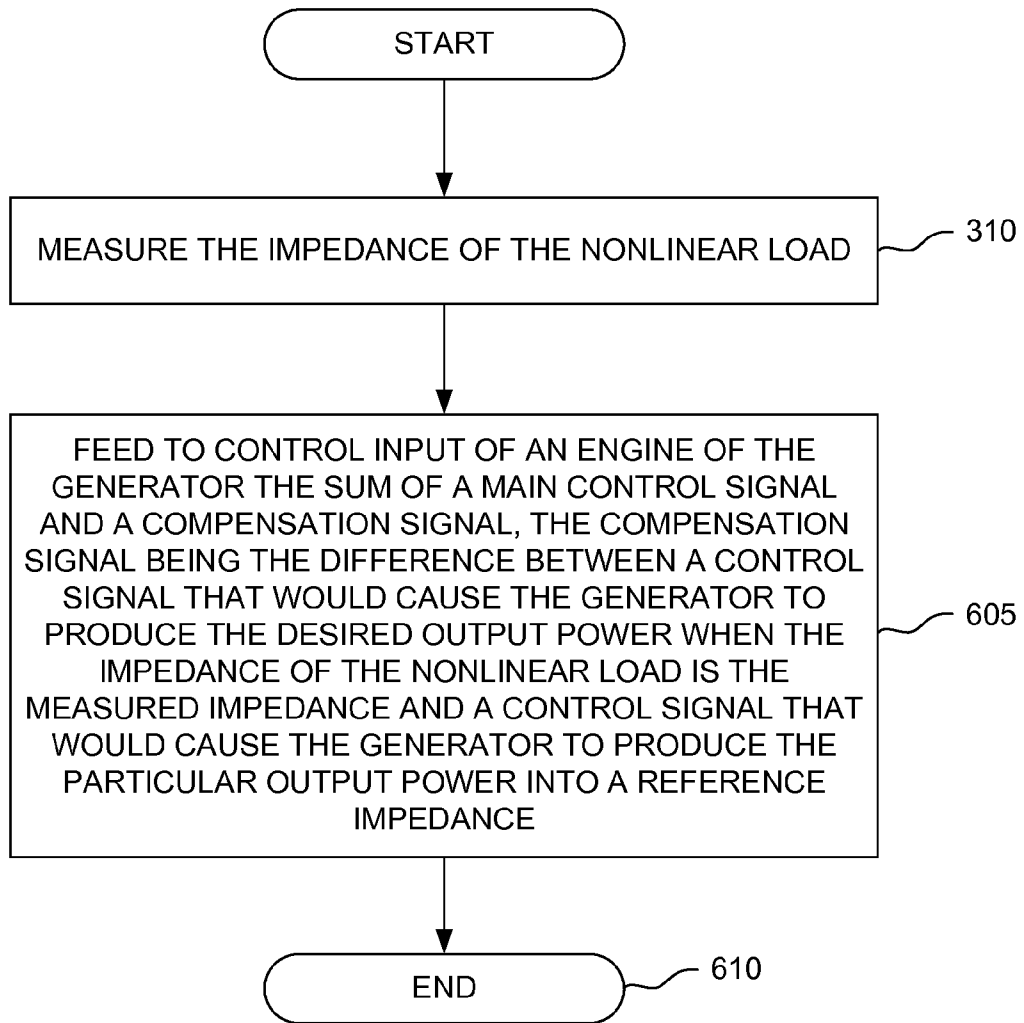 START
MEASURE THE IMPEDANCE OF THE NONLINEAR LOAD
310
FEED TO CONTROL INPUT OF AN ENGINE OF THE
GENERATOR THE SUM OF A MAIN CONTROL SIGNAL
AND A COMPENSATION SIGNAL, THE COMPENSATION
SIGNAL BEING THE DIFFERENCE BETWEEN A CONTROL
SIGNAL THAT WOULD CAUSE THE GENERATOR TO
PRODUCE THE DESIRED OUTPUT POWER WHEN THE
IMPEDANCE OF THE NONLINEAR LOAD IS THE
MEASURED IMPEDANCE AND A CONTROL SIGNAL THAT
WOULD CAUSE THE GENERATOR TO PRODUCE THE
PARTICULAR OUTPUT POWER INTO A REFERENCE
IMPEDANCE
605
END
610